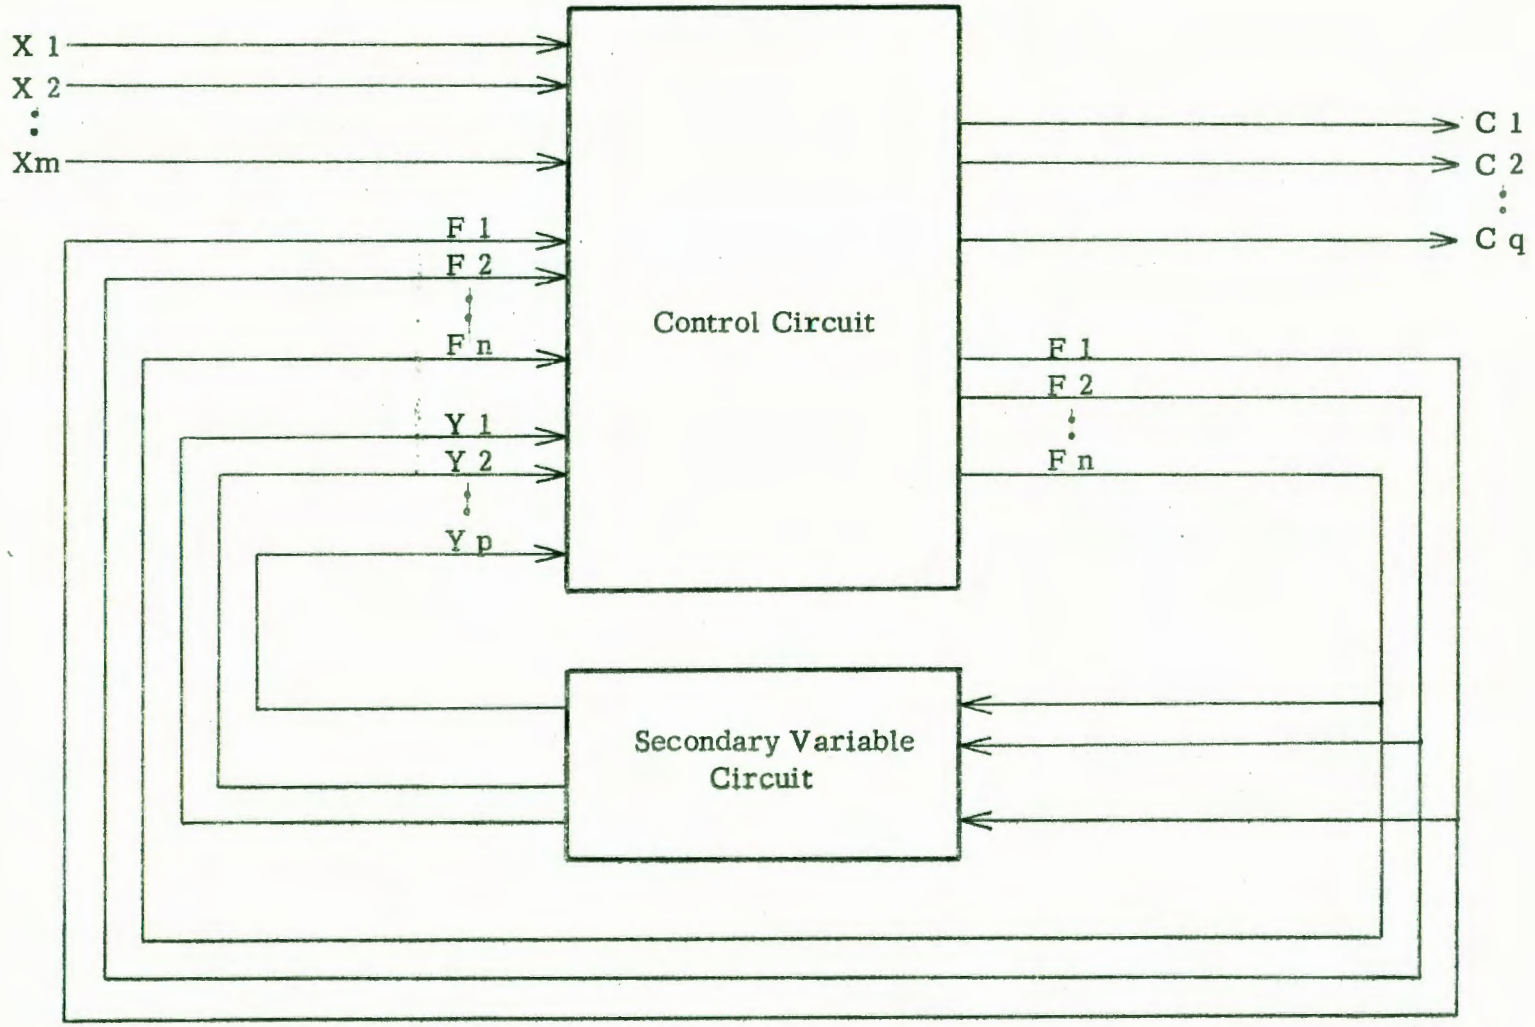 X 1
X 2
Xm
F 1
F 2
F n
Y 1
Y 2
Y p
Control Circuit
C 1
C 2
C q
F 1
F 2
F n
Secondary Variable
Circuit